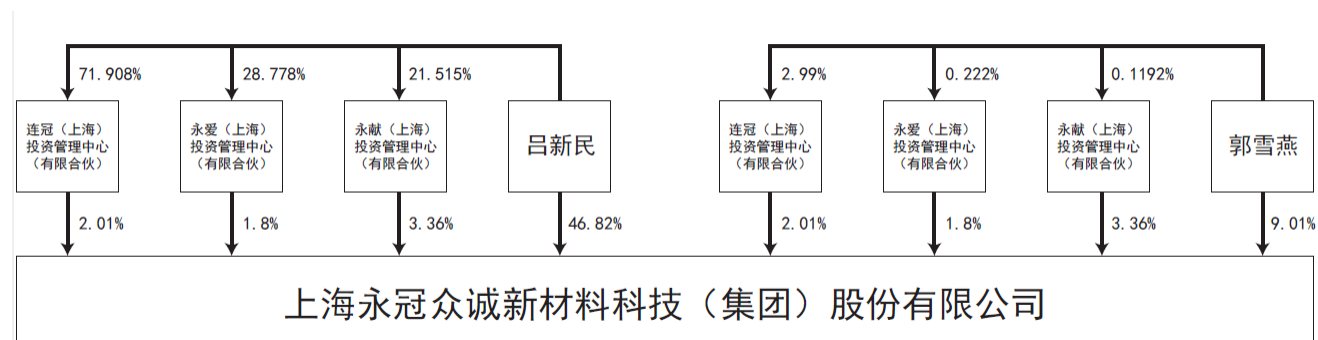 71.908%
28.778%
21.515%
2.99%
0.222%
0.1192%
连冠（上海）
投资管理中心
（有限合伙）
永爱（上海）
投资管理中心
（有限合伙）
永献（上海）
投资管理中心
（有限合伙）
吕新民
连冠（上海）
投资管理中心
（有限合伙）
永爱（上海）
投资管理中心
（有限合伙）
永献（上海）
投资管理中心
（有限合伙）
郭雪燕
2.01%
1.8%
3.36%
46.82%
2.01%
1.8%
3.36%
9.01%
上海永冠众诚新材料科技（集团）股份有限公司